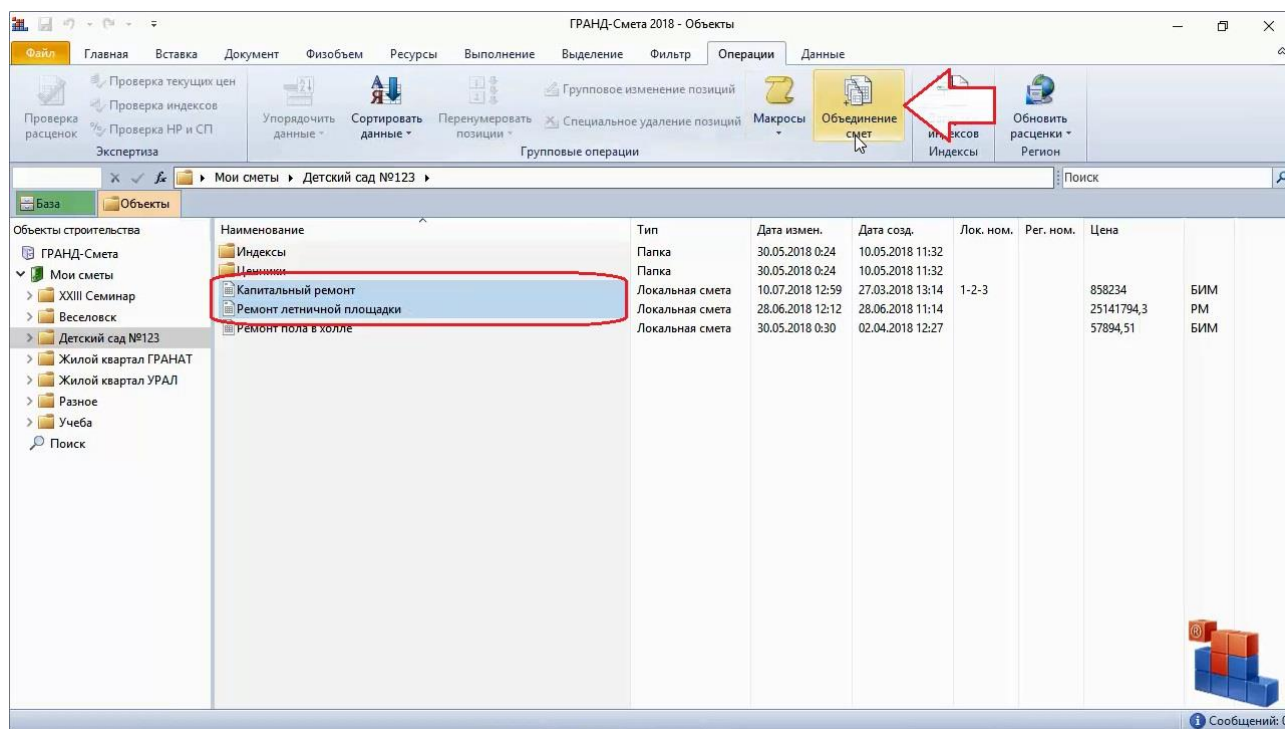 ГРАНД-Смета 2018 - Объекты
Файл Главная Вставка Документ Физобъем Ресурсы Выполнение Выделение Фильтр Операции Данные
Проверка расценок
Проверка текущих цен
Проверка индексов
Проверка НР и СП
Экспертиза
Упорядочить данные
Сортировать данные
Перенумеровать позиции
Групповое изменение позиций
Специальное удаление позиций
Макросы
Объединение смет
Групповые операции
Индексы
Обновить расценки
Регион
fx Мои сметы Детский сад №123 Поиск
База Объекты
Объекты строительства
ГРАНД-Смета
Мои сметы
XXIII Семинар
Веселовск
Детский сад №123
Жилой квартал ГРАНАТ
Жилой квартал УРАЛ
Разное
Учеба
Поиск
Наименование Тип Дата измен. Дата созд. Лок. ном. Рег. ном. Цена
Индексы Папка 30.05.2018 0:24 10.05.2018 11:32
Ценники Папка 30.05.2018 0:24 10.05.2018 11:32
Капитальный ремонт Локальная смета 10.07.2018 12:59 27.03.2018 13:14 1-2-3 858234 БИМ
Ремонт летничной площадки Локальная смета 28.06.2018 12:12 28.06.2018 11:14 25141794,3 РМ
Ремонт пола в холле Локальная смета 30.05.2018 0:30 02.04.2018 12:27 57894,51 БИМ
®
Сообщений: